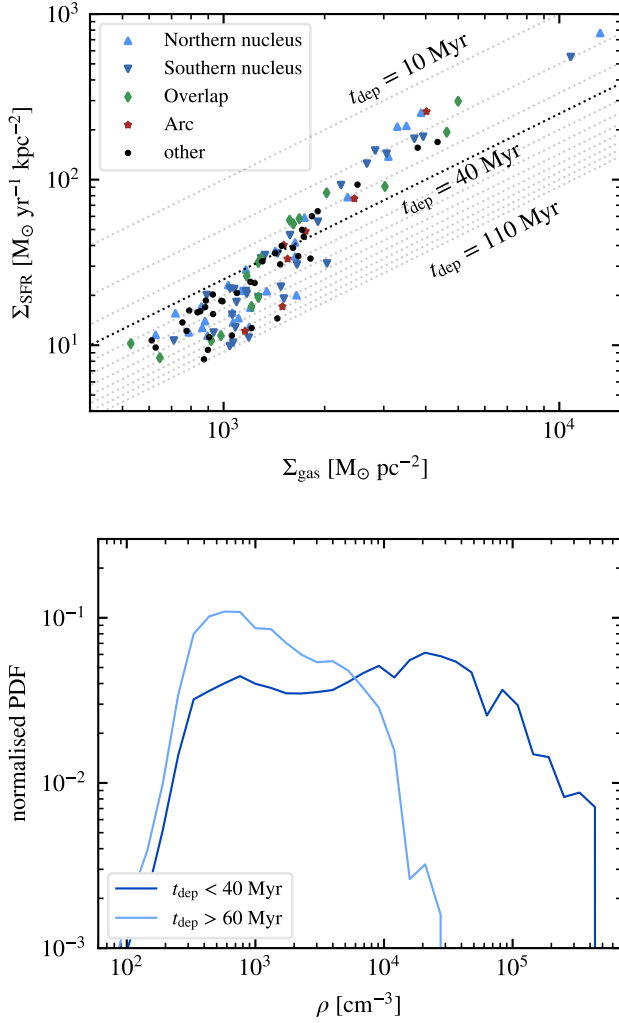 10³
Northern nucleus
Southern nucleus
Overlap
Arc
other
t_dep = 10 Myr
10²
t_dep = 40 Myr
t_dep = 110 Myr
10¹
Σ_SFR [M_⊙ yr⁻¹ kpc⁻²]
10³ 10⁴
Σ_gas [M_⊙ pc⁻²]
10⁻¹
normalised PDF
10⁻²
t_dep < 40 Myr
t_dep > 60 Myr
10⁻³
10² 10³ 10⁴ 10⁵
ρ [cm⁻³]